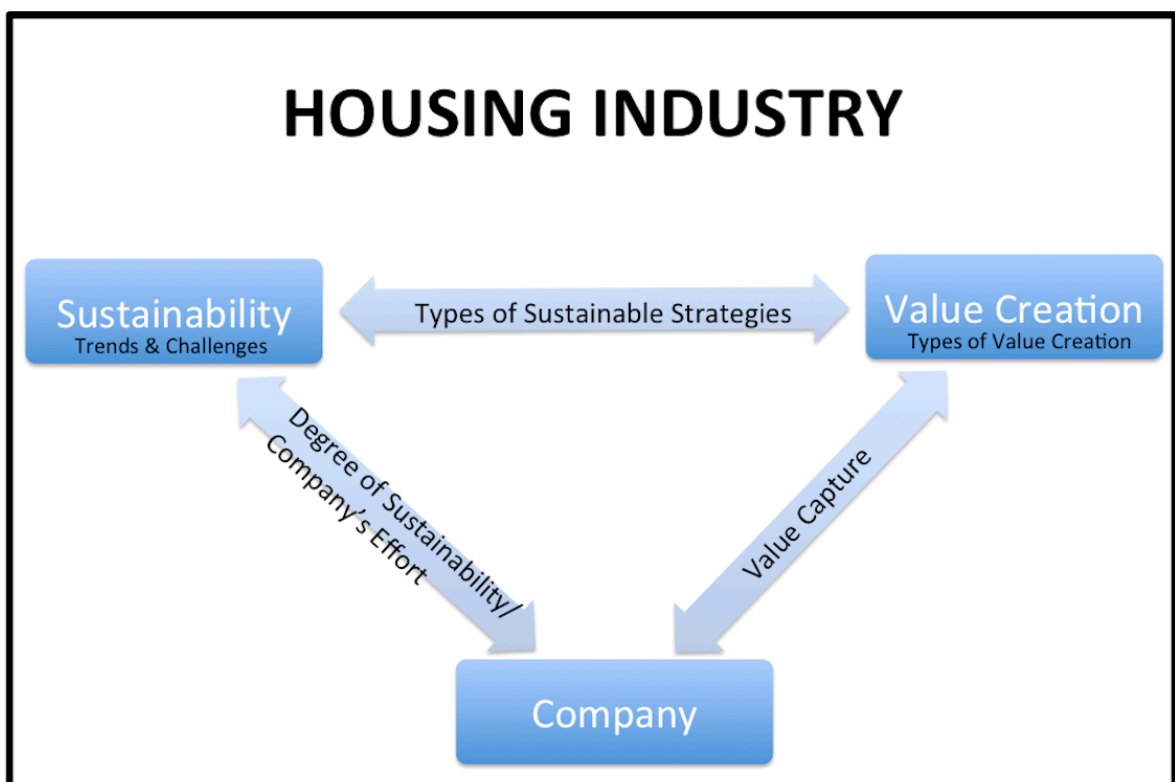 HOUSING INDUSTRY
Sustainability
Trends & Challenges
Types of Sustainable Strategies
Value Creation
Types of Value Creation
Degree of Sustainability/
Company’s Effort
Value Capture
Company